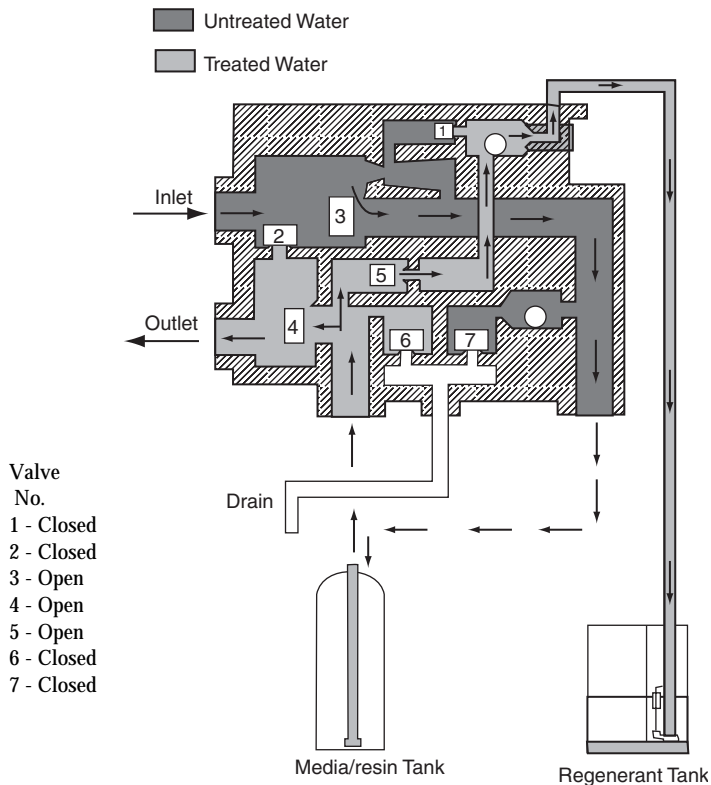 Untreated Water
Treated Water
1
Inlet
3
2
5
Outlet
4
6
7
Valve
No.
1 - Closed
2 - Closed
3 - Open
4 - Open
5 - Open
6 - Closed
7 - Closed
Drain
Media/resin Tank
Regenerant Tank